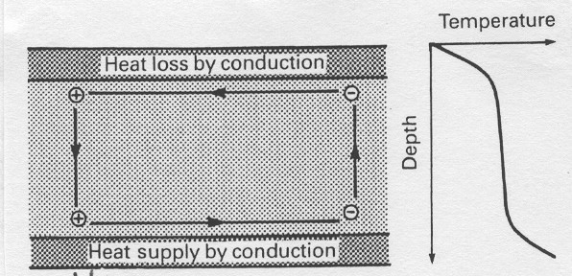 Temperature
Heat loss by conduction
+
−
Depth
+
−
Heat supply by conduction